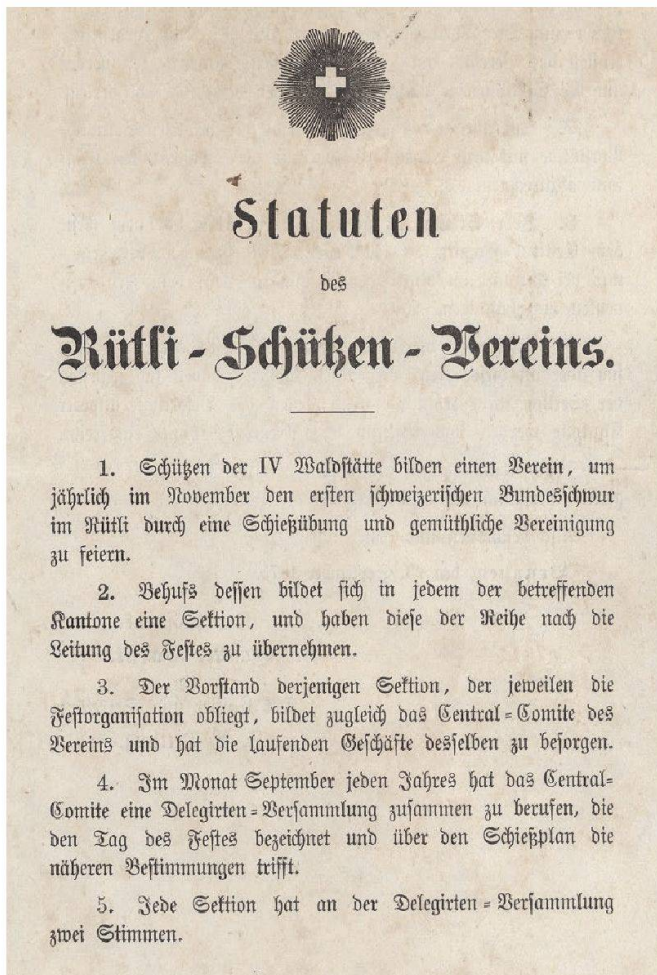 Statuten
des
Rütli-Schützen-Vereins.
1. Schützen der IV Waldstätte bilden einen Verein, um
jährlich im November den ersten schweizerischen Bundesschwur
im Rütli durch eine Schießübung und gemüthliche Vereinigung
zu feiern.
2. Behufs dessen bildet sich in jedem der betreffenden
Kantone eine Sektion, und haben diese der Reihe nach die
Leitung des Festes zu übernehmen.
3. Der Vorstand derjenigen Sektion, der jeweilen die
Festorganisation obliegt, bildet zugleich das Central-Comite des
Vereins und hat die laufenden Geschäfte desselben zu besorgen.
4. Im Monat September jeden Jahres hat das Central-
Comite eine Delegirten-Versammlung zusammen zu berufen, die
den Tag des Festes bezeichnet und über den Schießplan die
näheren Bestimmungen trifft.
5. Jede Sektion hat an der Delegirten-Versammlung
zwei Stimmen.